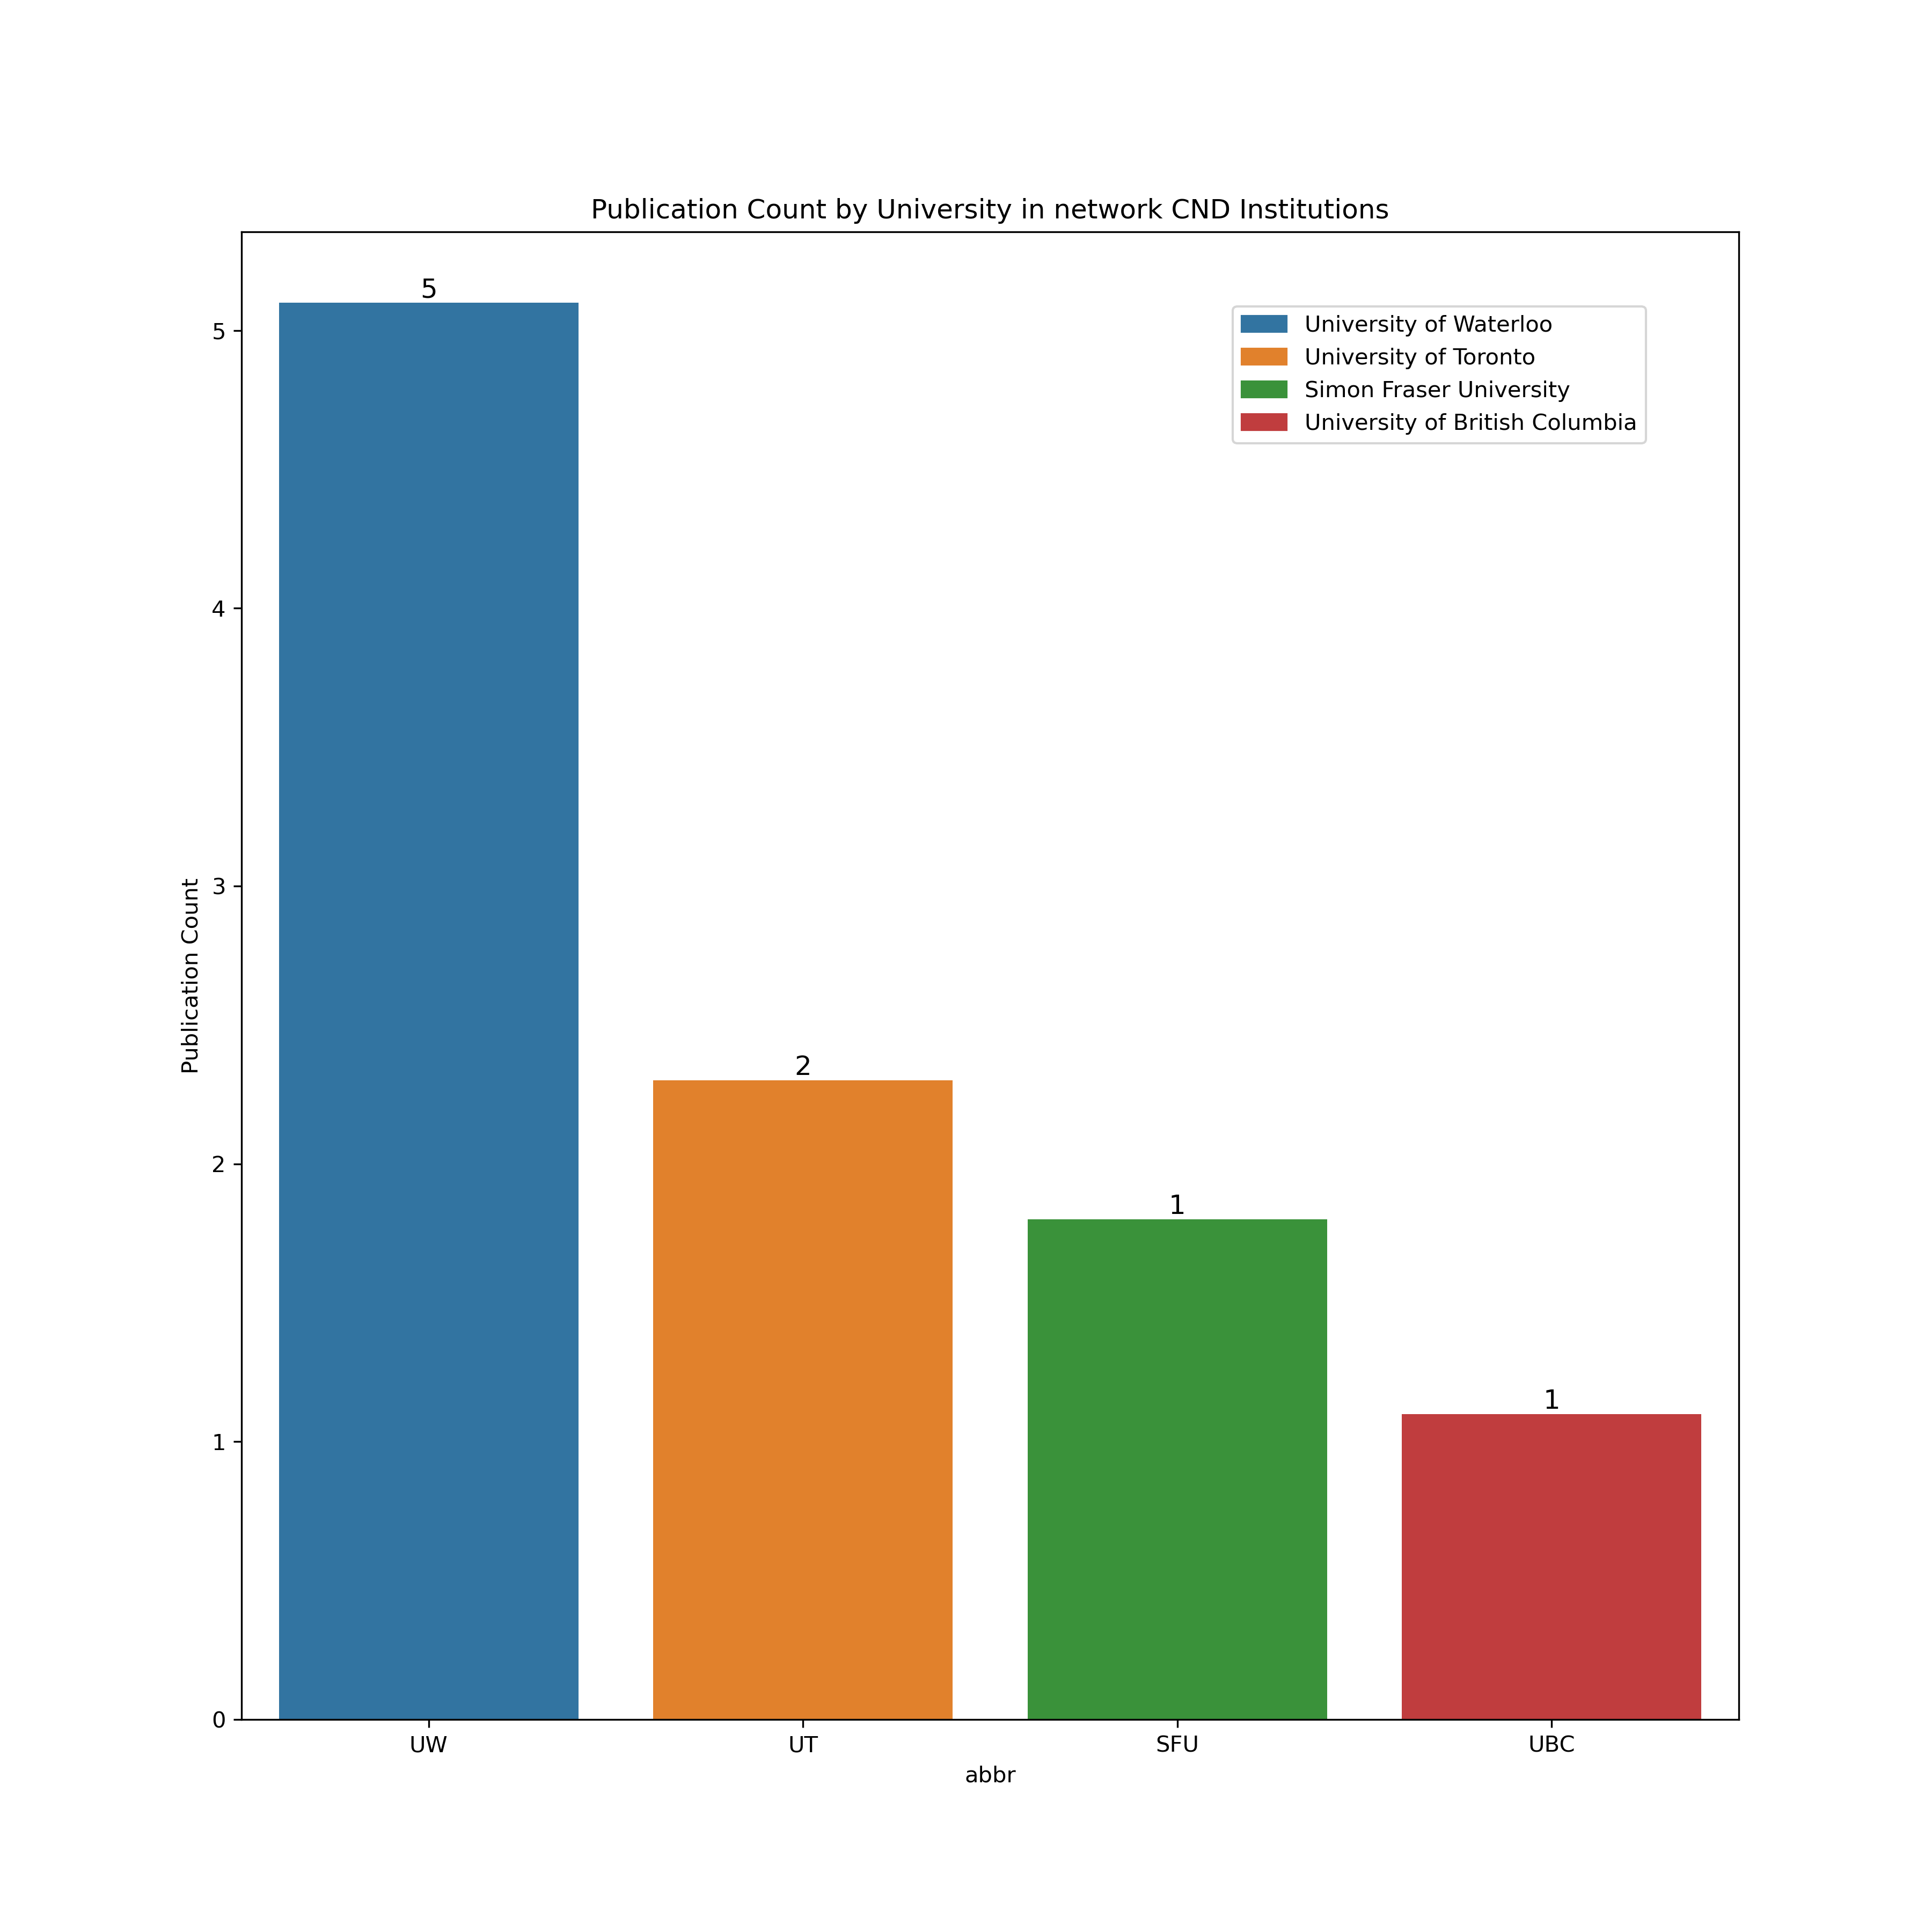 Publication Count by University in network CND Institutions
University of Waterloo
University of Toronto
Simon Fraser University
University of British Columbia
5
2
1
1
5
4
3
2
1
0
Publication Count
UW UT SFU UBC
abbr